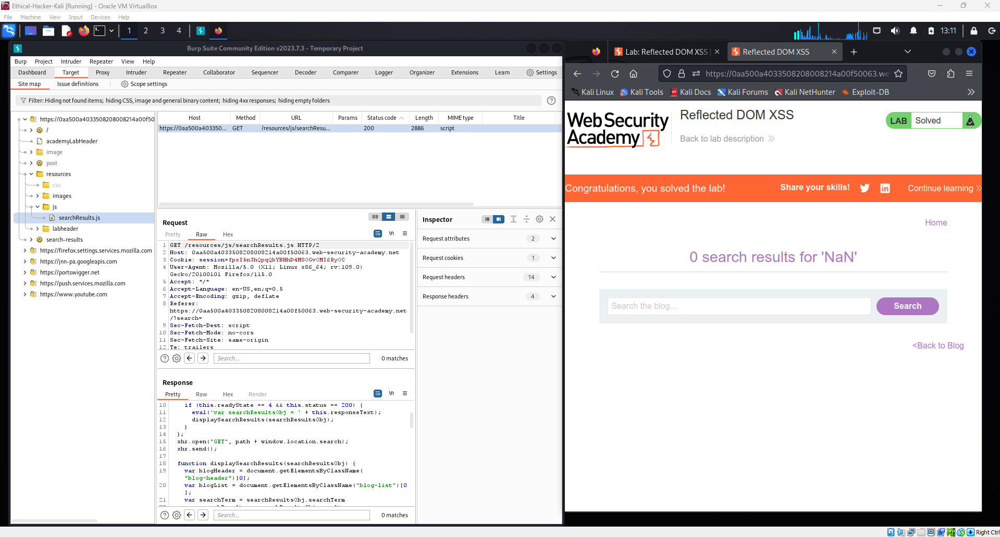 Ethical-Hacker-Kali [Running] - Oracle VM VirtualBox
File Machine View Input Devices Help
1 2 3 4 13:11
Burp Suite Community Edition v2023.7.3 - Temporary Project
Burp Project Intruder Repeater View Help
Dashboard Target Proxy Intruder Repeater Collaborator Sequencer Decoder Comparer Logger Organizer Extensions Learn Settings
Site map Issue definitions Scope settings
Filter: Hiding not found items; hiding CSS, image and general binary content; hiding 4xx responses; hiding empty folders
https://0aa500a4033508208008214a00f50
/
academyLabHeader
image
post
resources
css
images
js
searchResults.js
labheader
search-results
https://firefox.settings.services.mozilla.com
https://jnn-pa.googleapis.com
https://portswigger.net
https://push.services.mozilla.com
https://www.youtube.com
Host Method URL Params Status code Length MIME type Title
https://0aa500a403350... GET /resources/js/searchResu... 200 2886 script
Request
Pretty Raw Hex \n
1 GET /resources/js/searchResults.js HTTP/2
2 Host: 0aa500a4033508208008214a00f50063.web-security-academy.net
3 Cookie: session=fpxI5n3hQpqQbYBHhD4M80Gv0MI6Ry0C
4 User-Agent: Mozilla/5.0 (X11; Linux x86_64; rv:109.0)
Gecko/20100101 Firefox/115.0
5 Accept: */*
6 Accept-Language: en-US,en;q=0.5
7 Accept-Encoding: gzip, deflate
8 Referer:
https://0aa500a4033508208008214a00f50063.web-security-academy.net
/?search=
9 Sec-Fetch-Dest: script
10 Sec-Fetch-Mode: no-cors
11 Sec-Fetch-Site: same-origin
12 Te: trailers
Search... 0 matches
Response
Pretty Raw Hex Render \n
10 if (this.readyState == 4 && this.status == 200) {
11 eval('var searchResultsObj = ' + this.responseText);
12 displaySearchResults(searchResultsObj);
13 }
14 };
15 xhr.open("GET", path + window.location.search);
16 xhr.send();
17
18 function displaySearchResults(searchResultsObj) {
19 var blogHeader = document.getElementsByClassName(
"blog-header")[0];
20 var blogList = document.getElementsByClassName("blog-list")[0
];
21 var searchTerm = searchResultsObj.searchTerm
Search... 0 matches
Inspector
Request attributes 2
Request cookies 1
Request headers 14
Response headers 4
Lab: Reflected DOM XSS Reflected DOM XSS
https://0aa500a4033508208008214a00f50063.we
Kali Linux Kali Tools Kali Docs Kali Forums Kali NetHunter Exploit-DB
Web Security
Academy
Reflected DOM XSS
Back to lab description
LAB Solved
Congratulations, you solved the lab! Share your skills! Continue learning
Home
0 search results for 'NaN'
Search the blog... Search
<Back to Blog
Right Ctrl